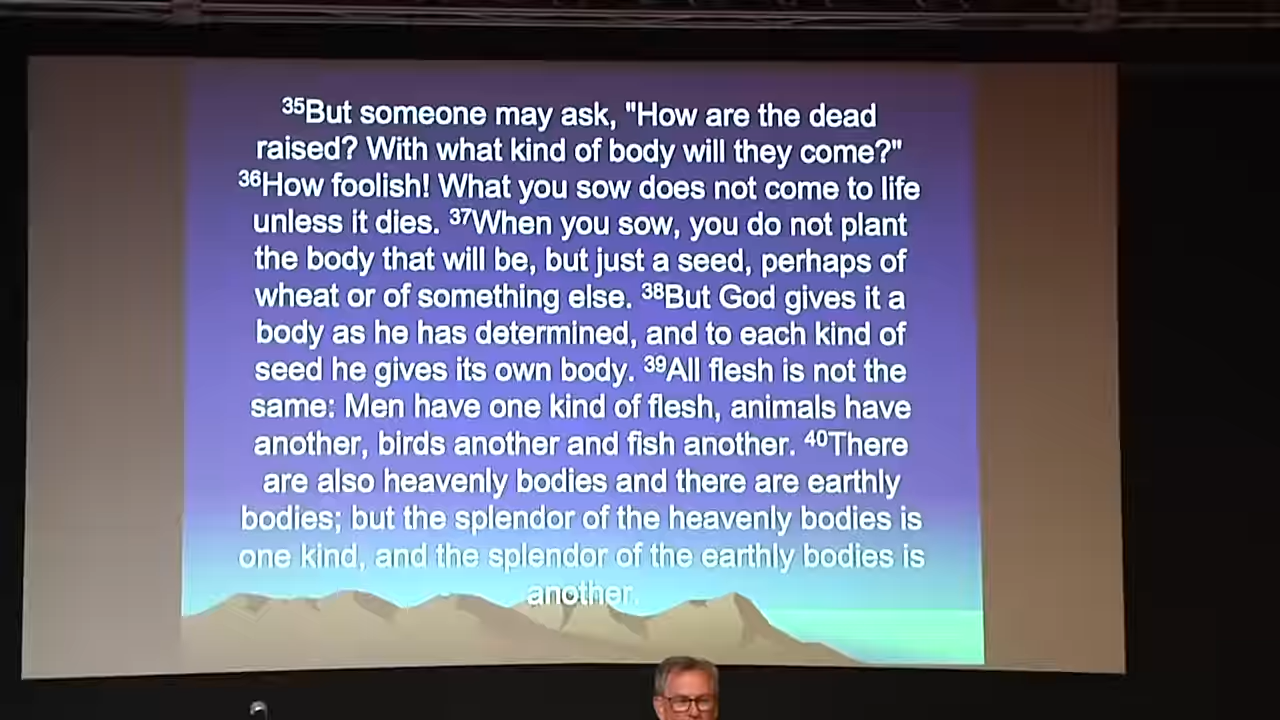 35But someone may ask, "How are the dead
raised? With what kind of body will they come?"
36How foolish! What you sow does not come to life
unless it dies. 37When you sow, you do not plant
the body that will be, but just a seed, perhaps of
wheat or of something else. 38But God gives it a
body as he has determined, and to each kind of
seed he gives its own body. 39All flesh is not the
same: Men have one kind of flesh, animals have
another, birds another and fish another. 40There
are also heavenly bodies and there are earthly
bodies; but the splendor of the heavenly bodies is
one kind, and the splendor of the earthly bodies is
another.